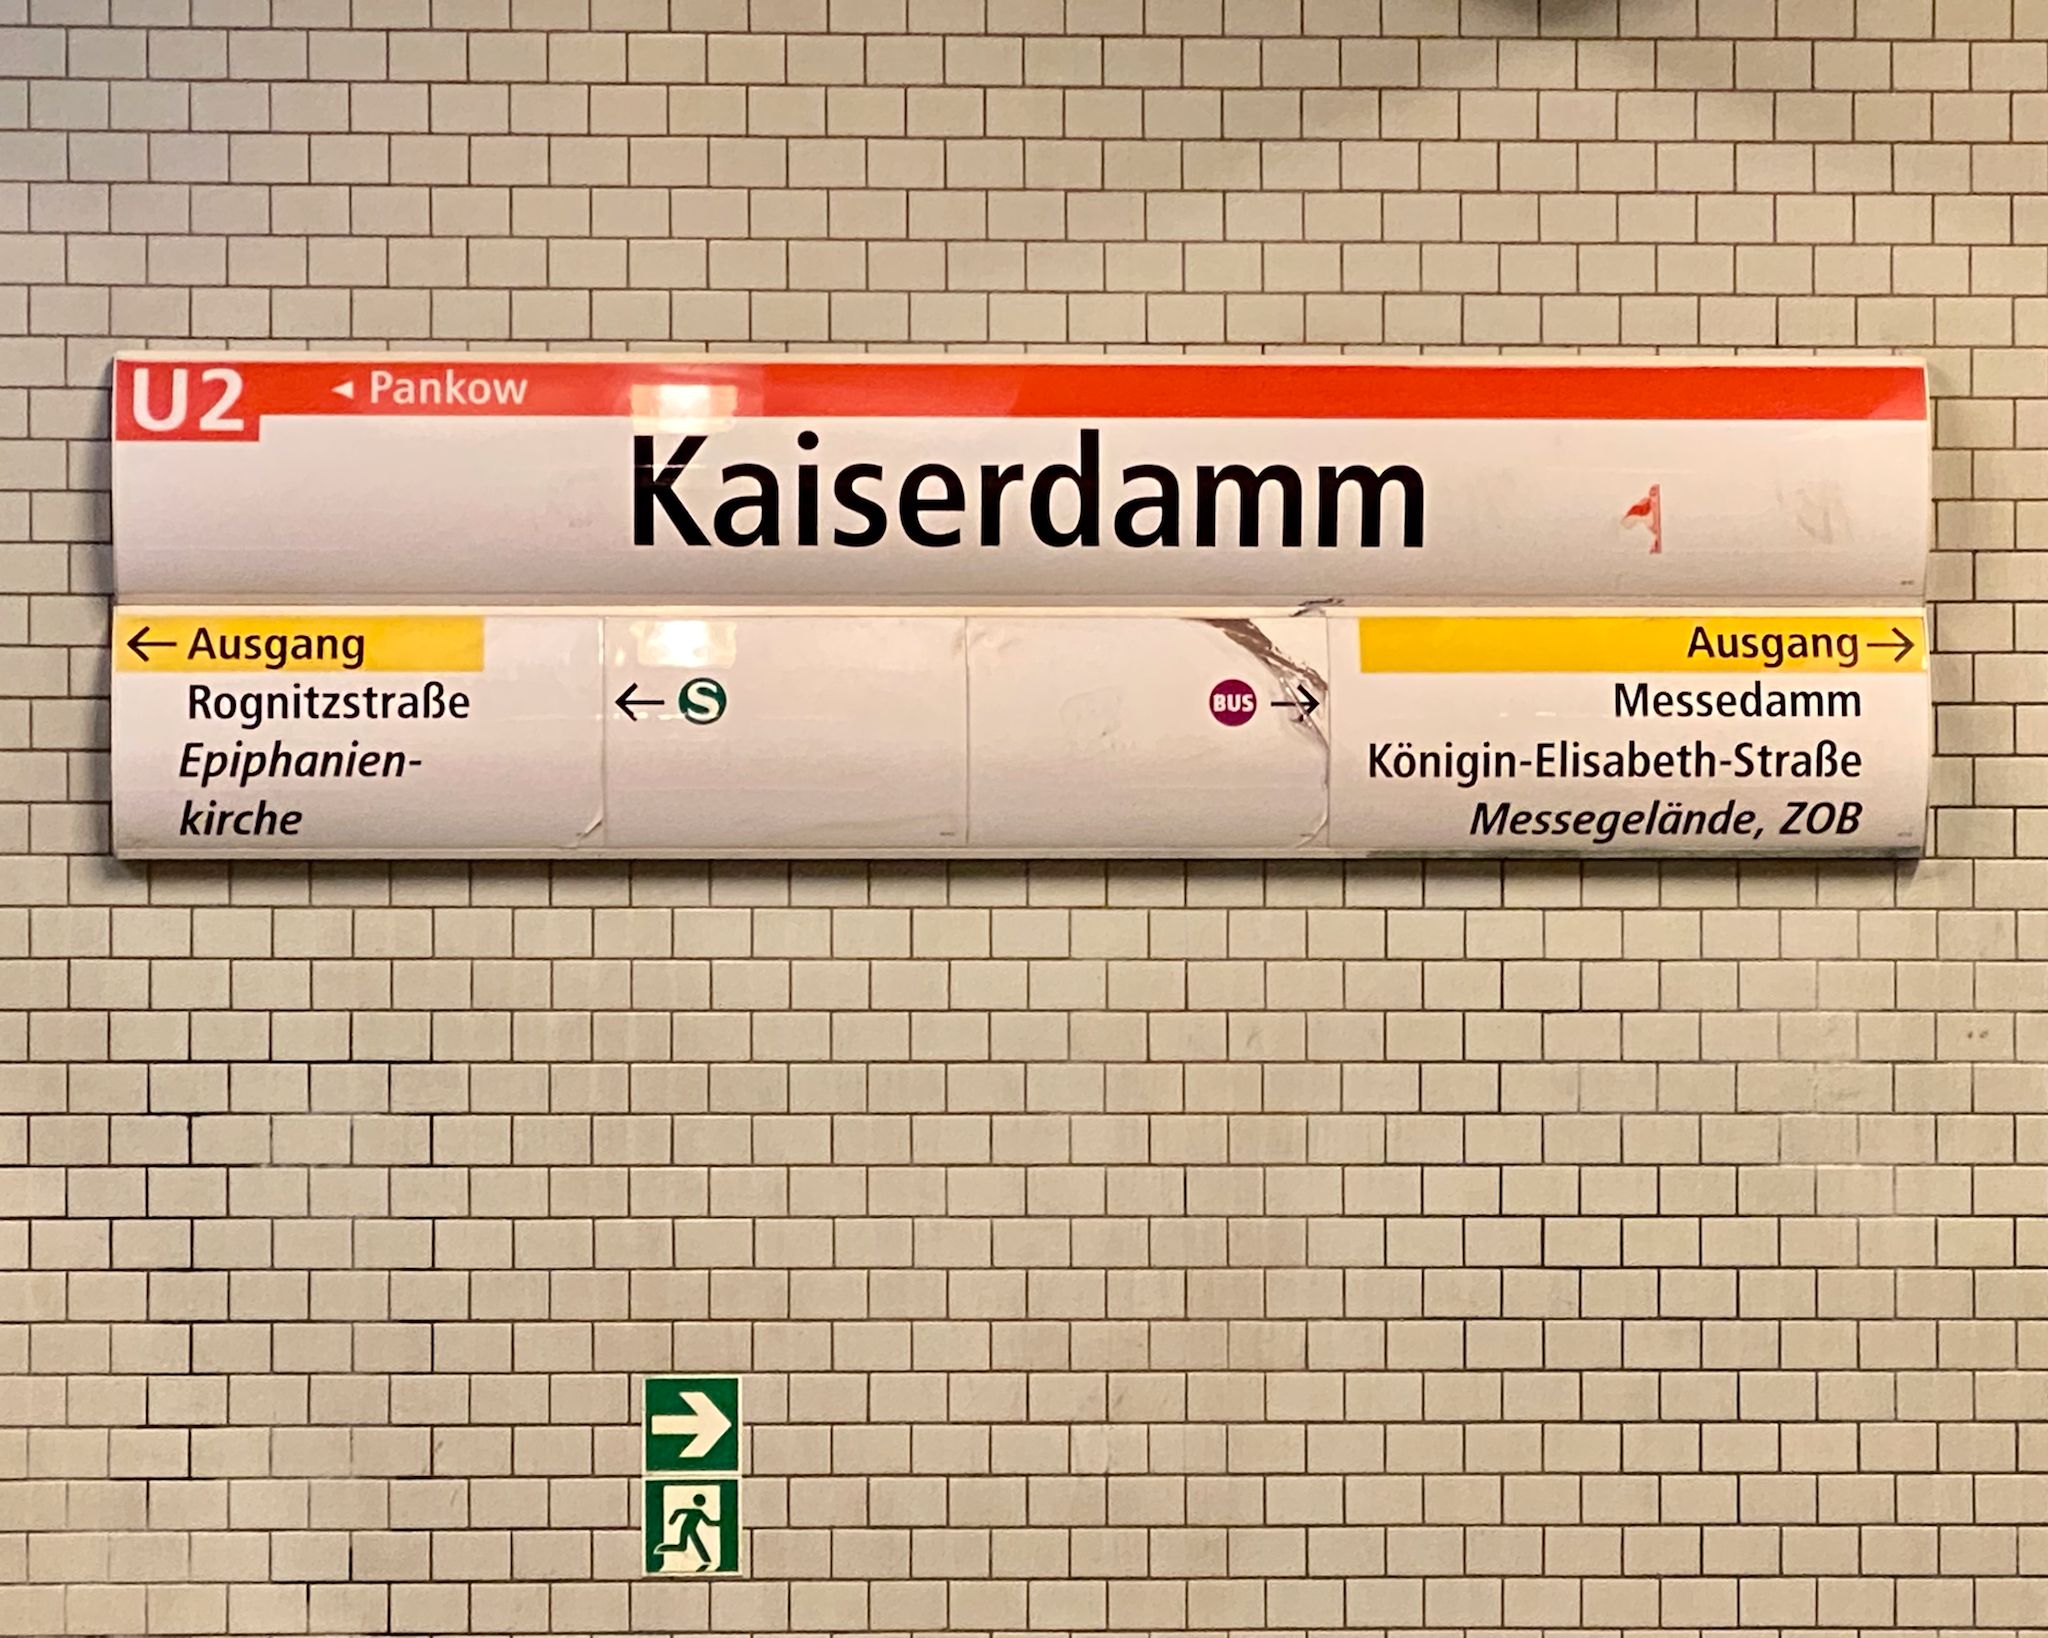 U2 ◂ Pankow
Kaiserdamm
← Ausgang
Rognitzstraße
Epiphanien-
kirche
← S
BUS →
Ausgang →
Messedamm
Königin-Elisabeth-Straße
Messegelände, ZOB